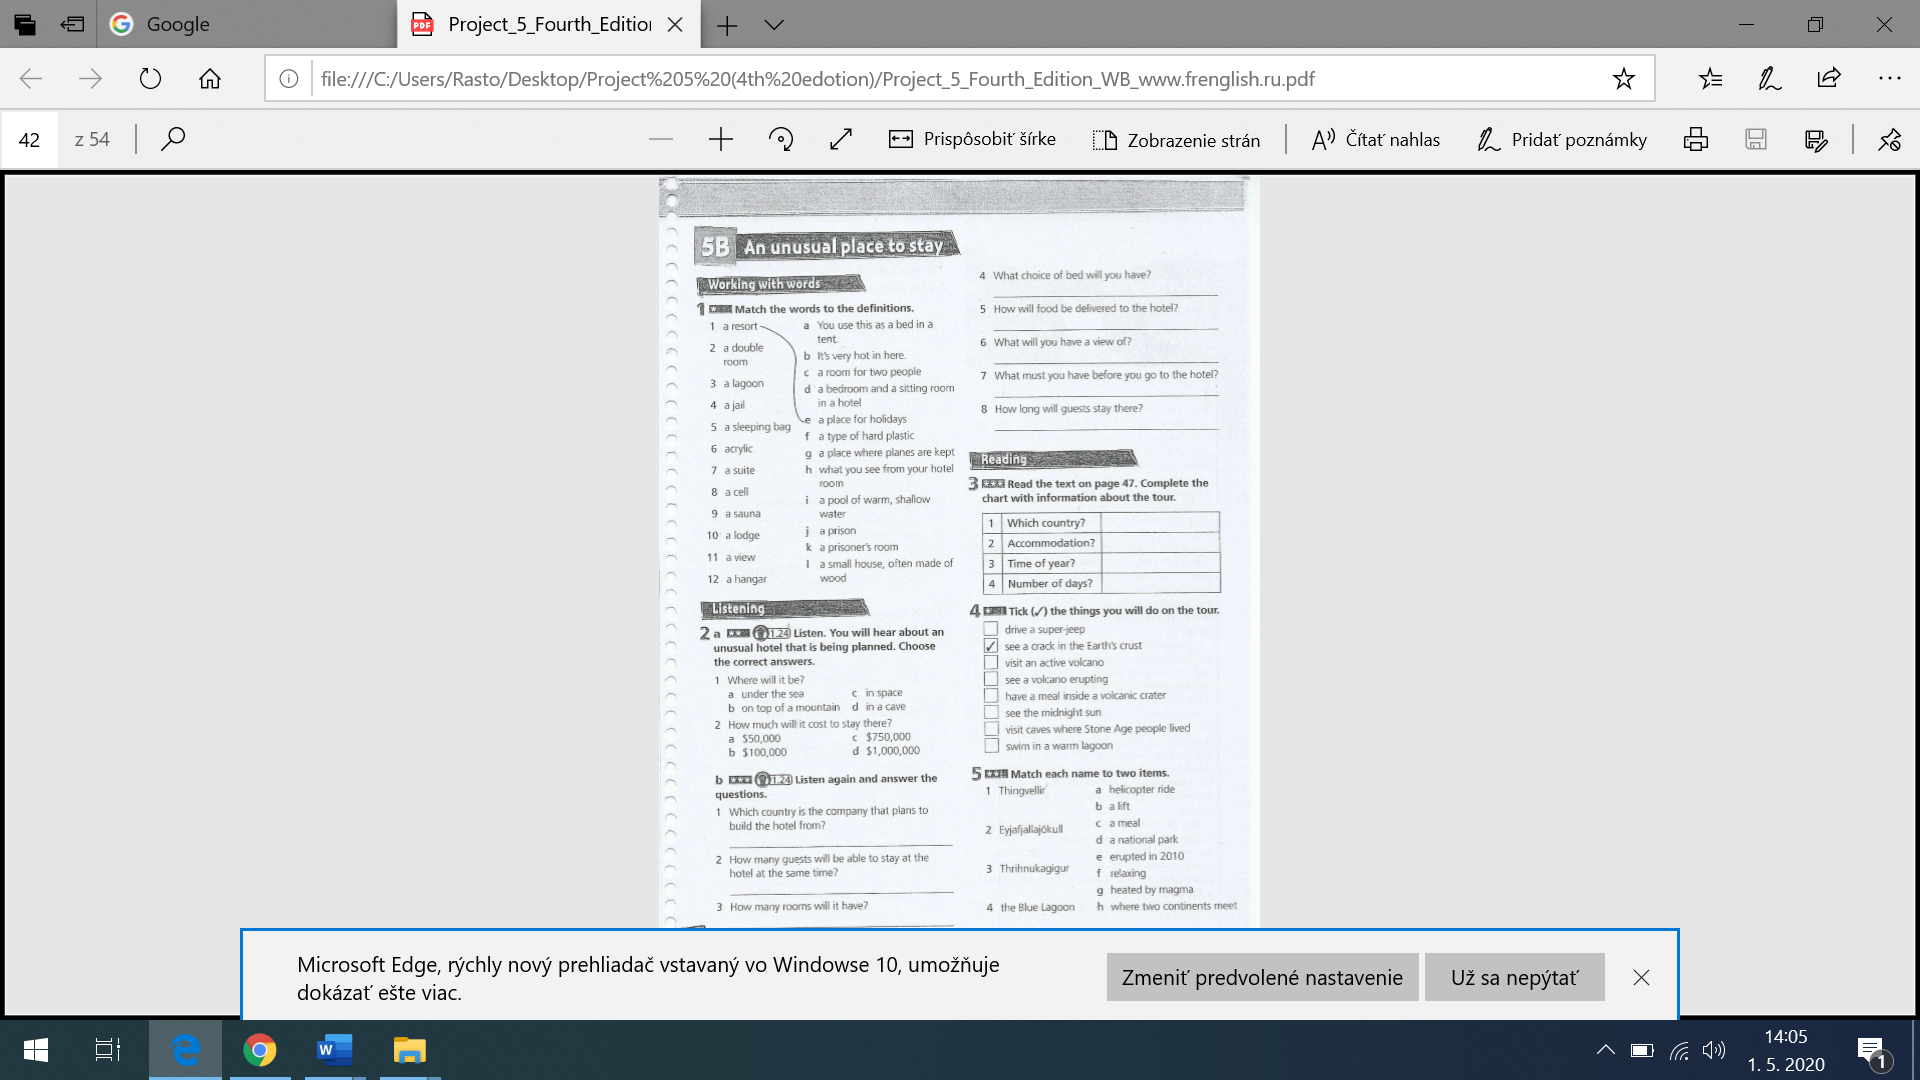 Google
Project_5_Fourth_Edition
file:///C:/Users/Rasto/Desktop/Project%205%20(4th%20edotion)/Project_5_Fourth_Edition_WB_www.frenglish.ru.pdf
42 z 54
Prispôsobiť šírke
Zobrazenie strán
Čítať nahlas
Pridať poznámky
5B An unusual place to stay
Working with words
1 Match the words to the definitions.
1 a resort
2 a double
room
3 a lagoon
4 a jail
5 a sleeping bag
6 acrylic
7 a suite
8 a cell
9 a sauna
10 a lodge
11 a view
12 a hangar
a You use this as a bed in a
tent.
b It's very hot in here.
c a room for two people
d a bedroom and a sitting room
in a hotel
e a place for holidays
f a type of hard plastic
g a place where planes are kept
h what you see from your hotel
room
i a pool of warm, shallow
water
j a prison
k a prisoner's room
l a small house, often made of
wood
Listening
2 a 1.24 Listen. You will hear about an
unusual hotel that is being planned. Choose
the correct answers.
1 Where will it be?
a under the sea c in space
b on top of a mountain d in a cave
2 How much will it cost to stay there?
a $50,000 c $750,000
b $100,000 d $1,000,000
b 1.24 Listen again and answer the
questions.
1 Which country is the company that plans to
build the hotel from?
2 How many guests will be able to stay at the
hotel at the same time?
3 How many rooms will it have?
4 What choice of bed will you have?
5 How will food be delivered to the hotel?
6 What will you have a view of?
7 What must you have before you go to the hotel?
8 How long will guests stay there?
Reading
3 Read the text on page 47. Complete the
chart with information about the tour.
1 Which country?
2 Accommodation?
3 Time of year?
4 Number of days?
4 Tick (✓) the things you will do on the tour.
drive a super-jeep
✓ see a crack in the Earth's crust
visit an active volcano
see a volcano erupting
have a meal inside a volcanic crater
see the midnight sun
visit caves where Stone Age people lived
swim in a warm lagoon
5 Match each name to two items.
1 Thingvellir
2 Eyjafjallajökull
3 Thrihnukagigur
4 the Blue Lagoon
a helicopter ride
b a lift
c a meal
d a national park
e erupted in 2010
f relaxing
g heated by magma
h where two continents meet
Microsoft Edge, rýchly nový prehliadač vstavaný vo Windowse 10, umožňuje
dokázať ešte viac.
Zmeniť predvolené nastavenie
Už sa nepýtať
14:05
1. 5. 2020
1